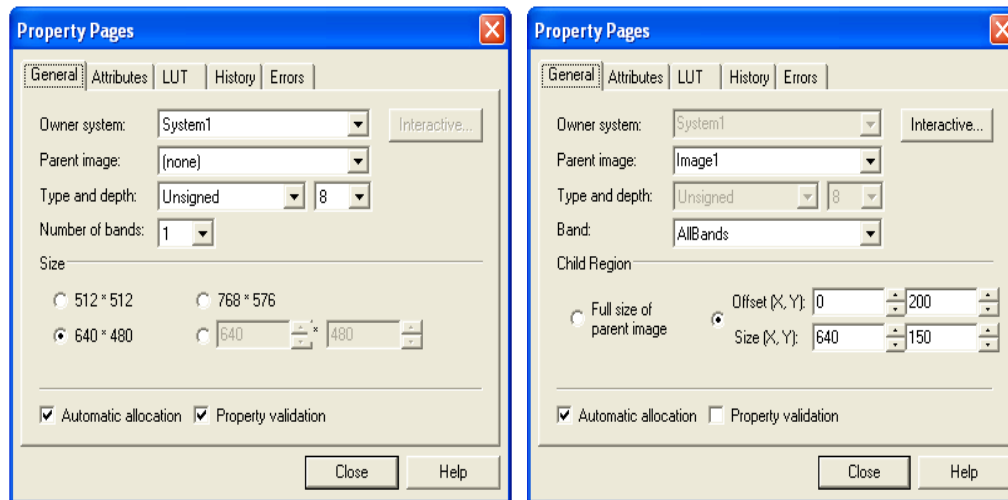 Property Pages
General Attributes LUT History Errors
Owner system: System1 Interactive...
Parent image: (none)
Type and depth: Unsigned 8
Number of bands: 1
Size
512 * 512 768 * 576
640 * 480 640 * 480
Automatic allocation Property validation
Close Help
Property Pages
General Attributes LUT History Errors
Owner system: System1 Interactive...
Parent image: Image1
Type and depth: Unsigned 8
Band: AllBands
Child Region
Full size of parent image
Offset (X, Y): 0 200
Size (X, Y): 640 150
Automatic allocation Property validation
Close Help